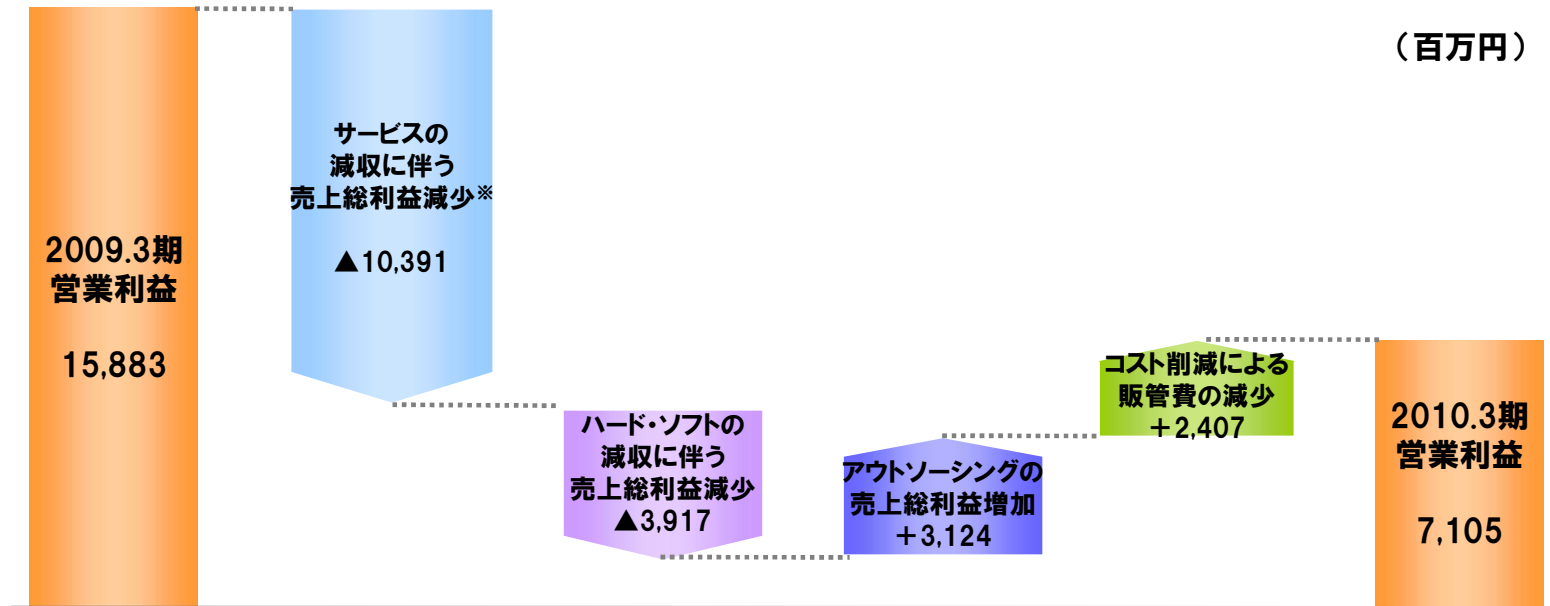 （百万円）
2009.3期
営業利益
15,883
サービスの
減収に伴う
売上総利益減少※
▲10,391
ハード・ソフトの
減収に伴う
売上総利益減少
▲3,917
アウトソーシングの
売上総利益増加
＋3,124
コスト削減による
販管費の減少
＋2,407
2010.3期
営業利益
7,105